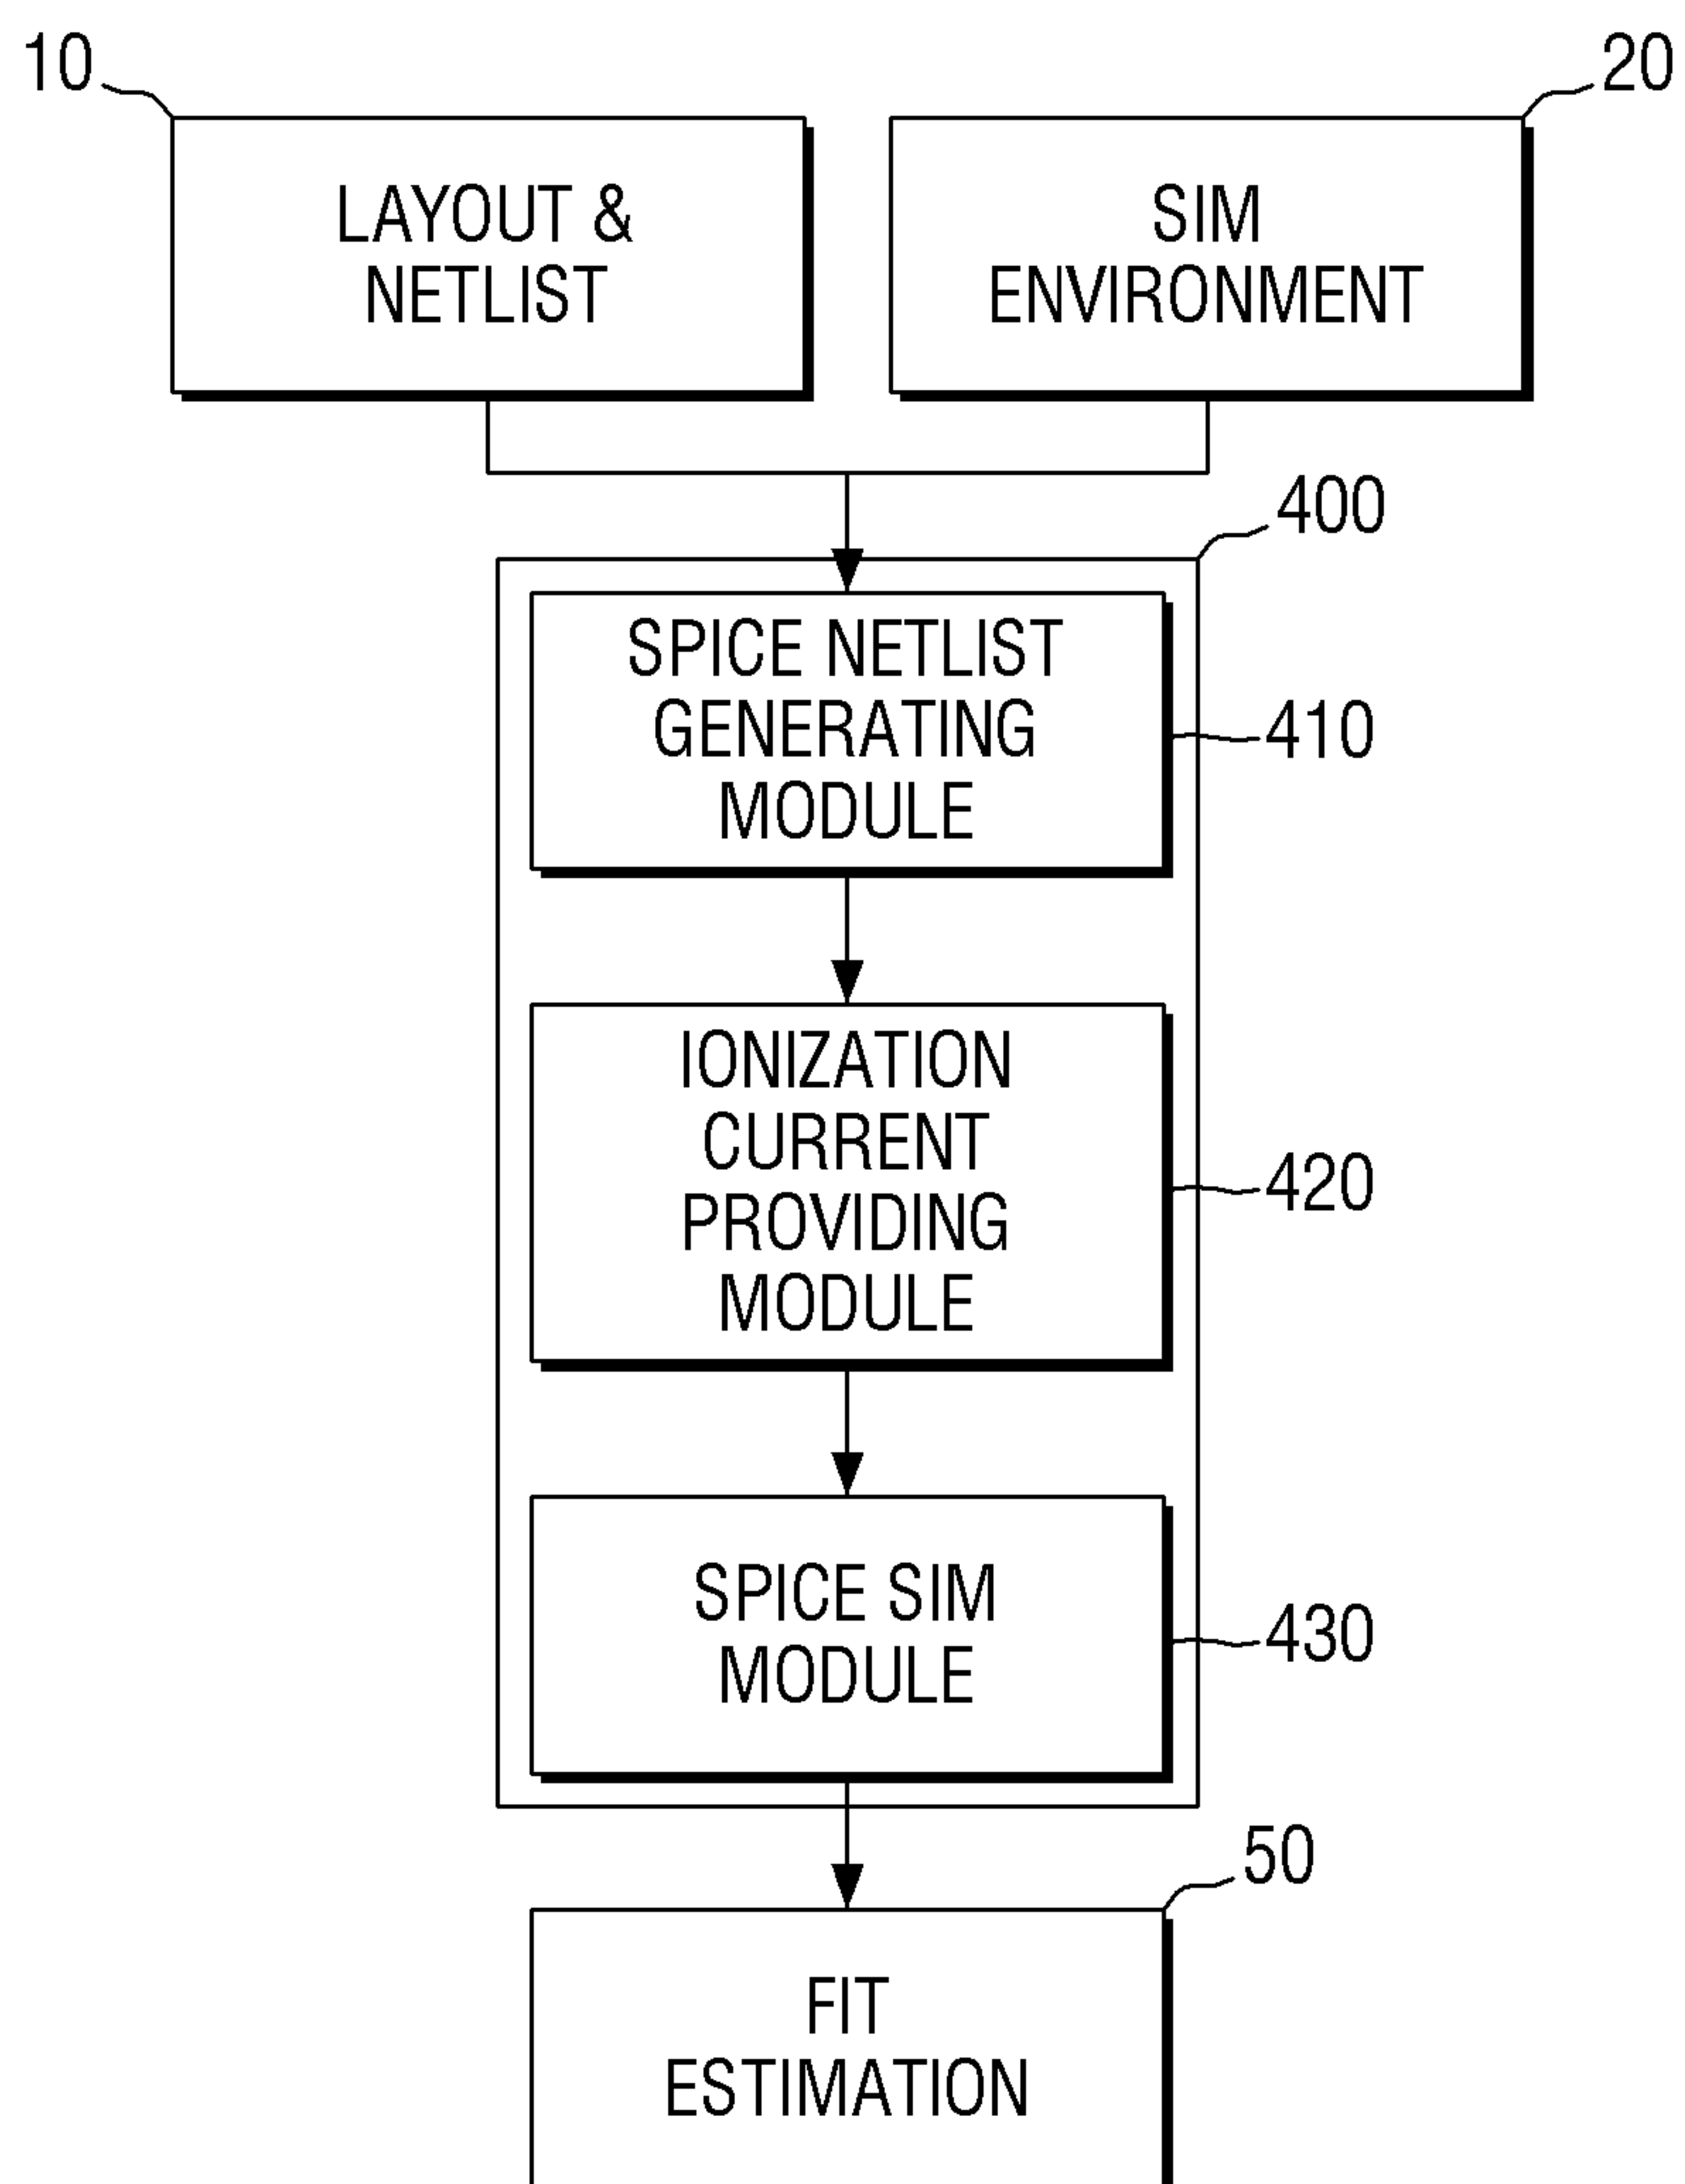 10
20
LAYOUT &
NETLIST
SIM
ENVIRONMENT
400
SPICE NETLIST
GENERATING
MODULE
410
IONIZATION
CURRENT
PROVIDING
MODULE
420
SPICE SIM
MODULE
430
50
FIT
ESTIMATION